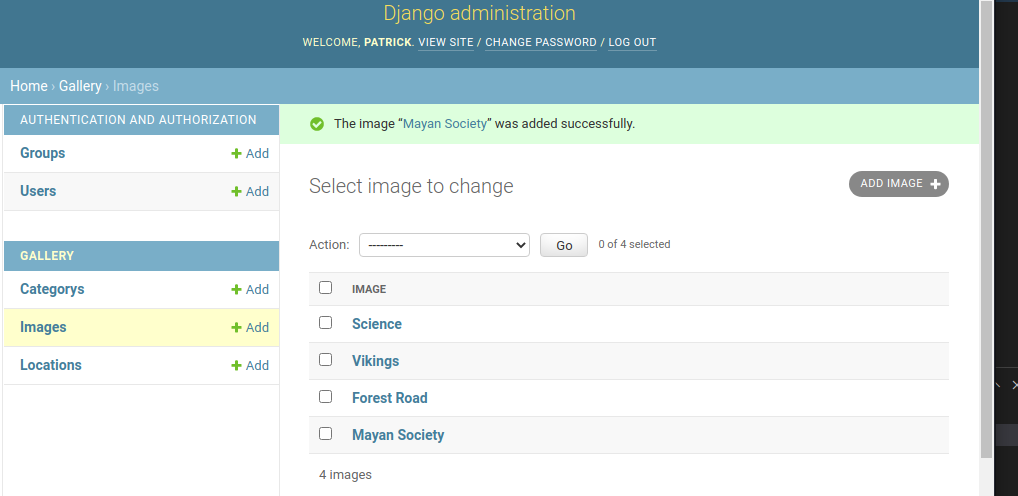 Django administration
WELCOME, PATRICK. VIEW SITE / CHANGE PASSWORD / LOG OUT
Home › Gallery › Images
AUTHENTICATION AND AUTHORIZATION
Groups + Add
Users + Add
GALLERY
Categorys + Add
Images + Add
Locations + Add
The image “Mayan Society” was added successfully.
Select image to change
ADD IMAGE +
Action: --------- Go 0 of 4 selected
IMAGE
Science
Vikings
Forest Road
Mayan Society
4 images